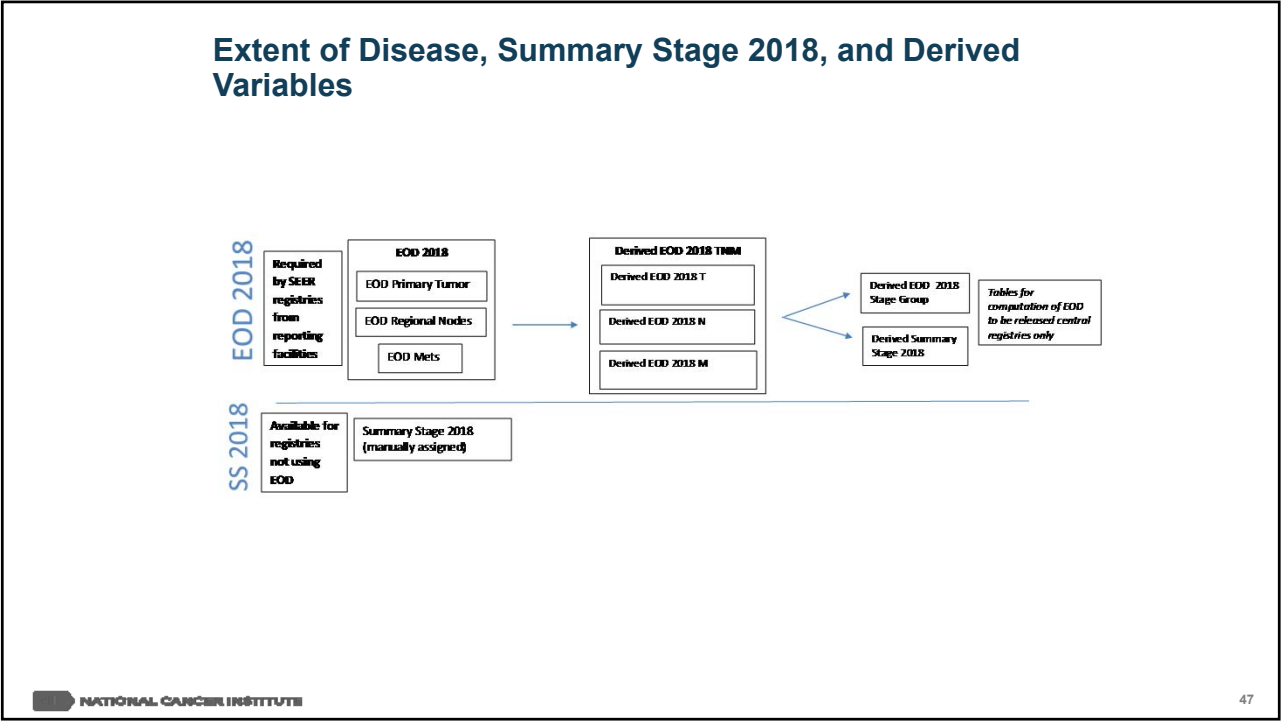 Extent of Disease, Summary Stage 2018, and Derived
Variables
EOD 2018
Required
by SEER
registries
from
reporting
facilities
EOD 2018
EOD Primary Tumor
EOD Regional Nodes
EOD Mets
Derived EOD 2018 TNM
Derived EOD 2018 T
Derived EOD 2018 N
Derived EOD 2018 M
Derived EOD 2018
Stage Group
Derived Summary
Stage 2018
Tables for
computation of EOD
to be released central
registries only
SS 2018
Available for
registries
not using
EOD
Summary Stage 2018
(manually assigned)
NATIONAL CANCER INSTITUTE
47